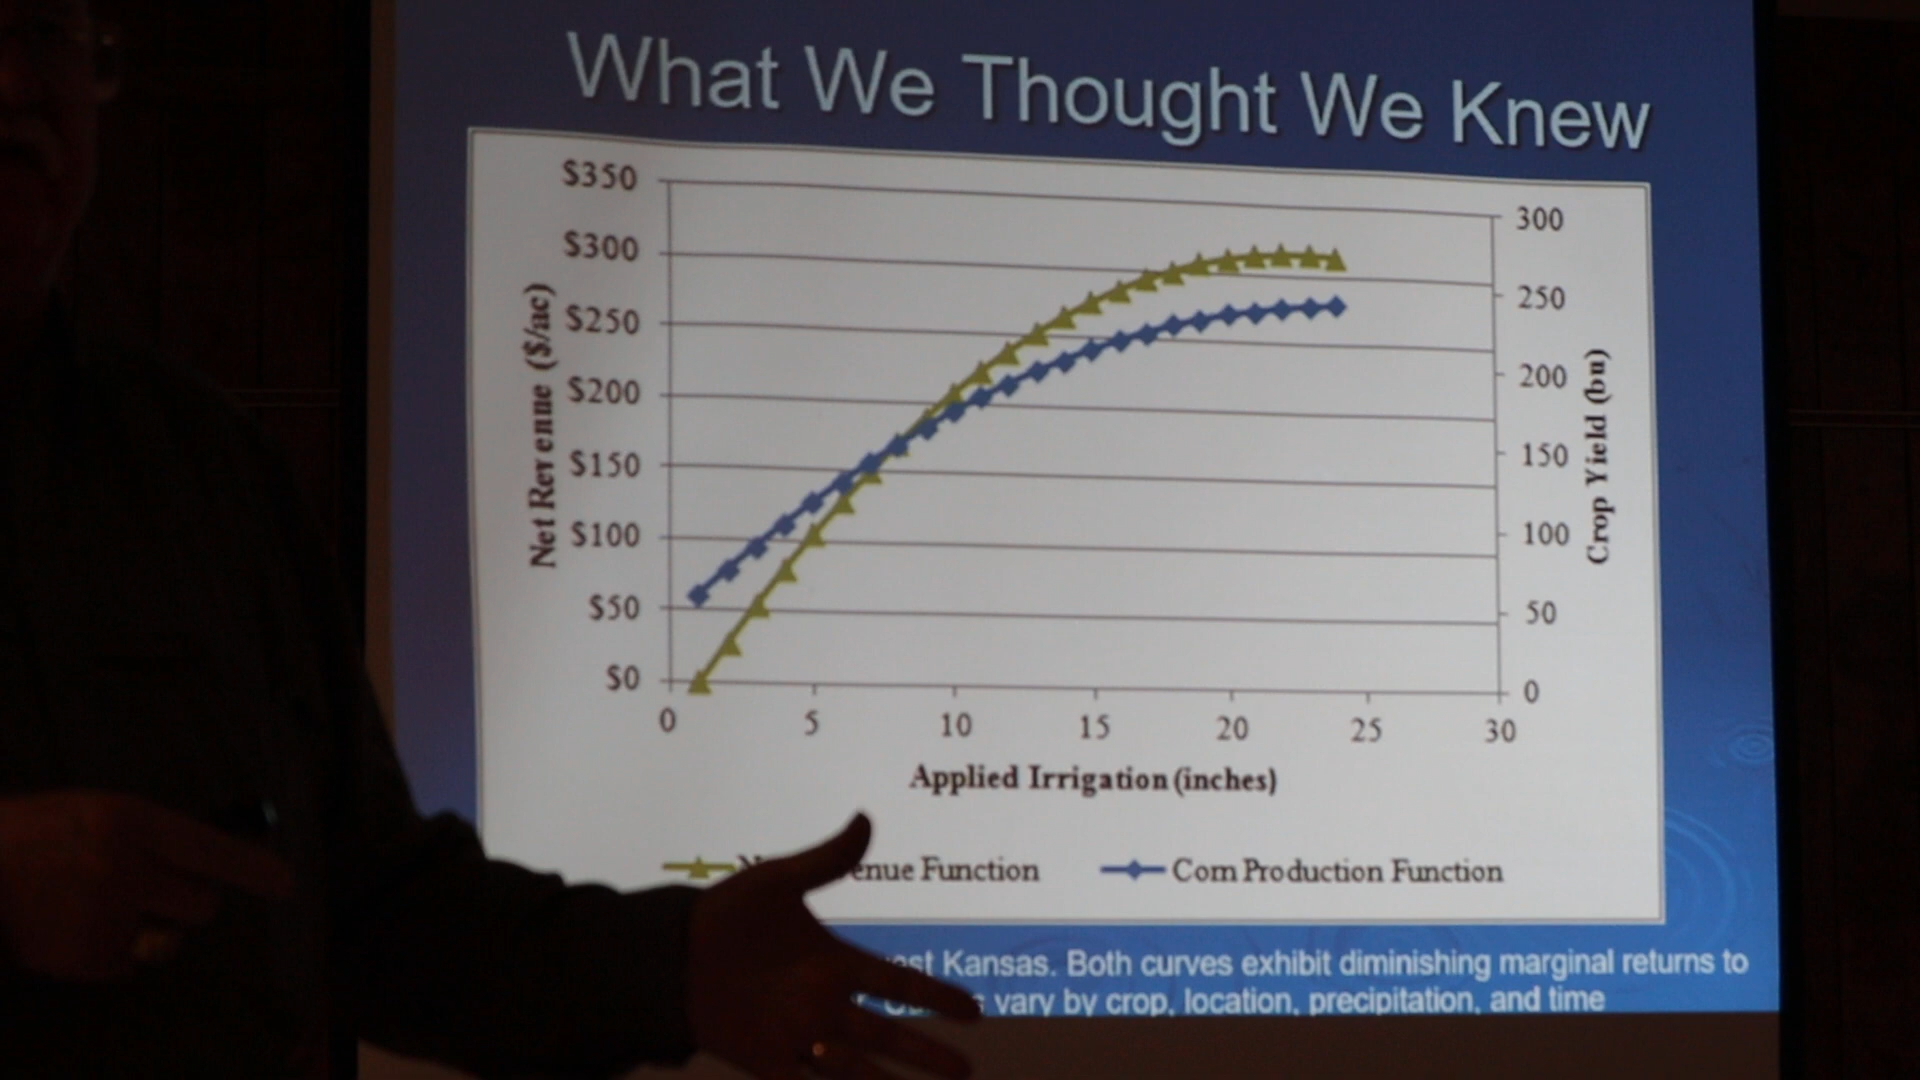 What We Thought We Knew
$350
$300
$250
$200
$150
$100
$50
$0
Net Revenue ($/ac)
300
250
200
150
100
50
0
Crop Yield (bu)
0 5 10 15 20 25 30
Applied Irrigation (inches)
enue Function
Corn Production Function
Kansas. Both curves exhibit diminishing marginal returns to
vary by crop, location, precipitation, and time